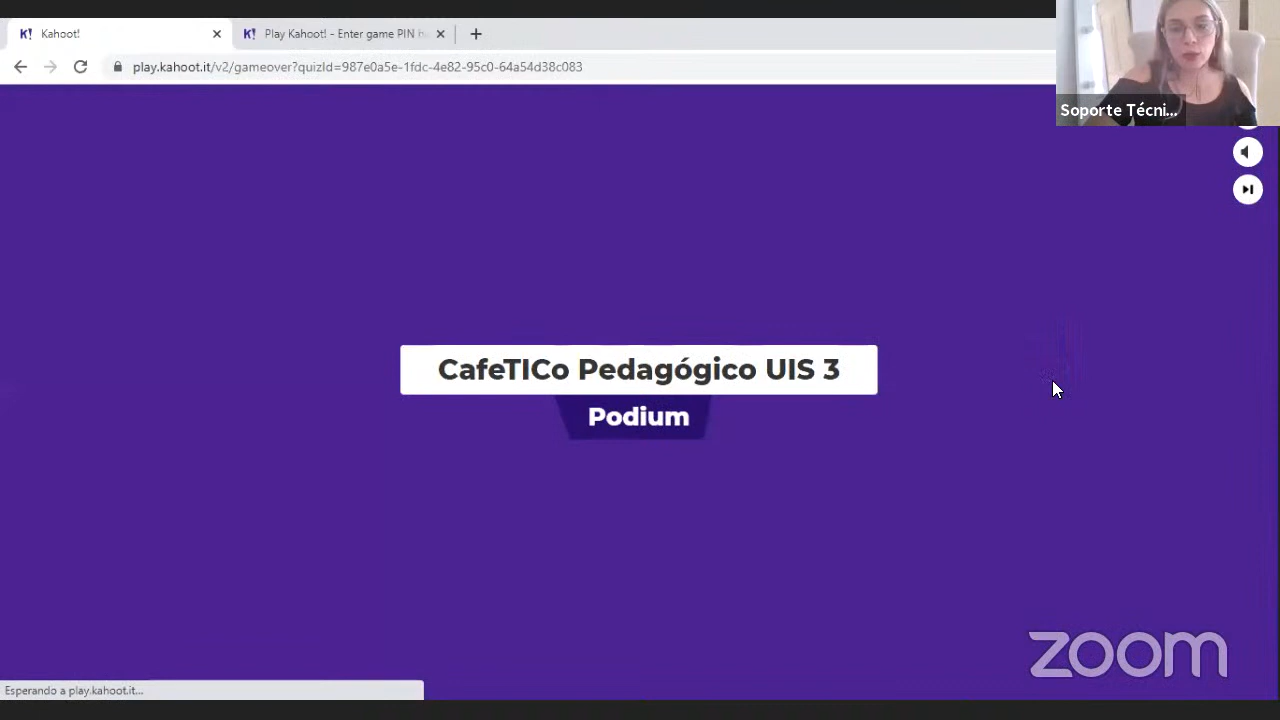 K! Kahoot!
K! Play Kahoot! - Enter game PIN
play.kahoot.it/v2/gameover?quizId=987e0a5e-1fdc-4e82-95c0-64a54d38c083
Soporte Técni...
CafeTICo Pedagógico UIS 3
Podium
zoom
Esperando a play.kahoot.it...